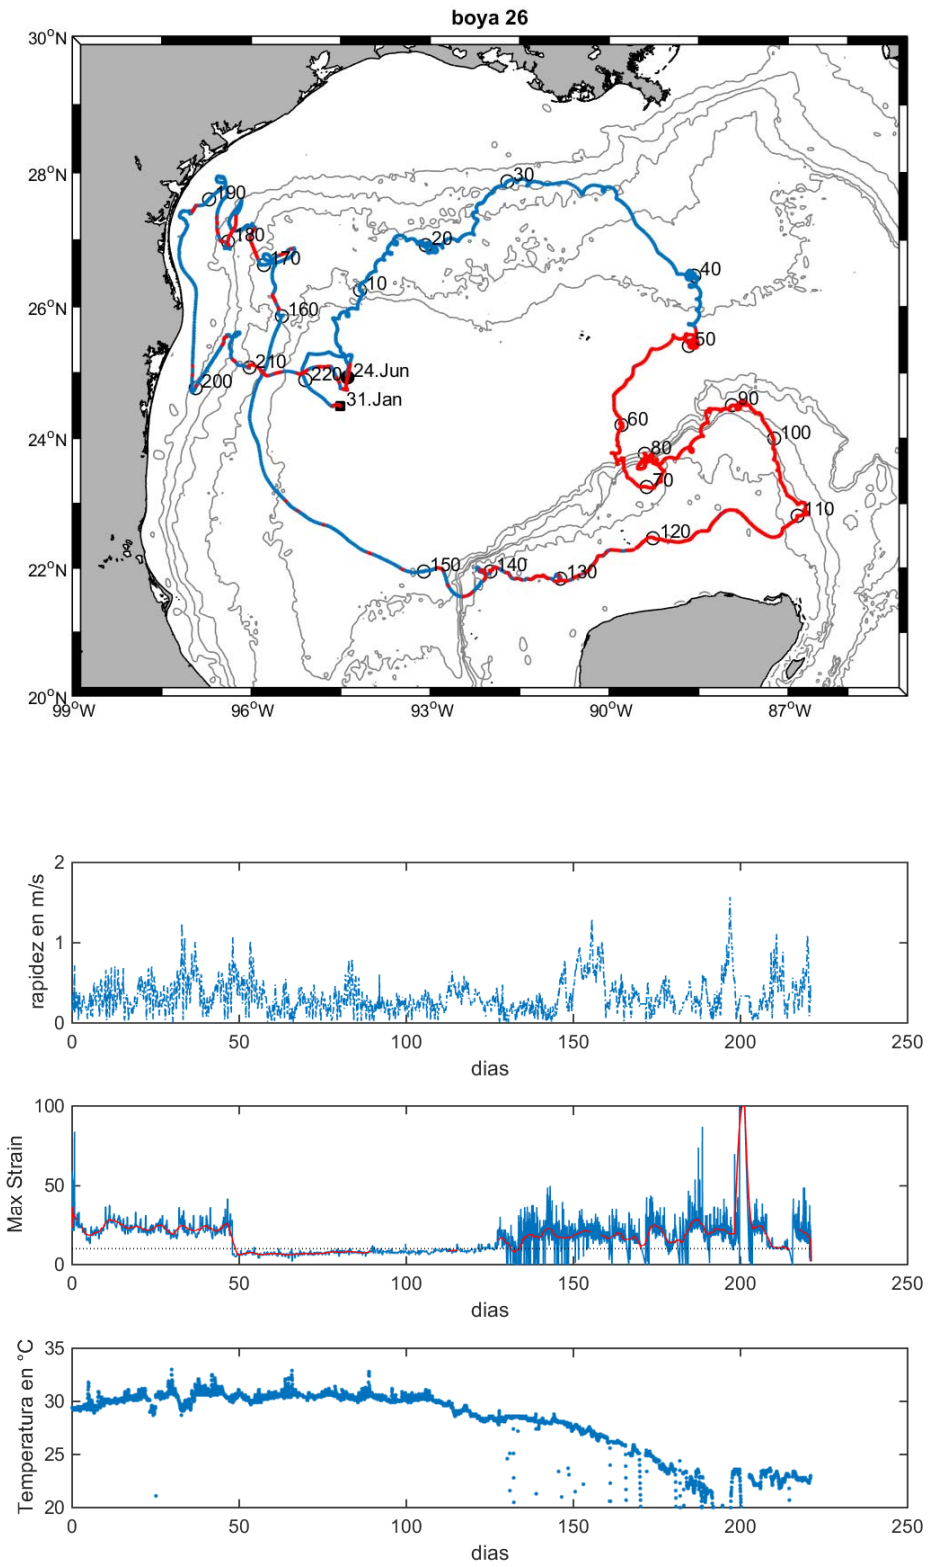 boya 26
30°N
28°N
26°N
24°N
22°N
20°N
99°W
96°W
93°W
90°W
87°W
190
180
170
160
30
20
10
40
50
200
210
220
24.Jun
31.Jan
60
80
70
90
100
110
120
130
140
150
rapidez en m/s
2
1
0
0
50
100
150
200
250
dias
Max Strain
100
50
0
0
50
100
150
200
250
dias
Temperatura en °C
35
30
25
20
0
50
100
150
200
250
dias